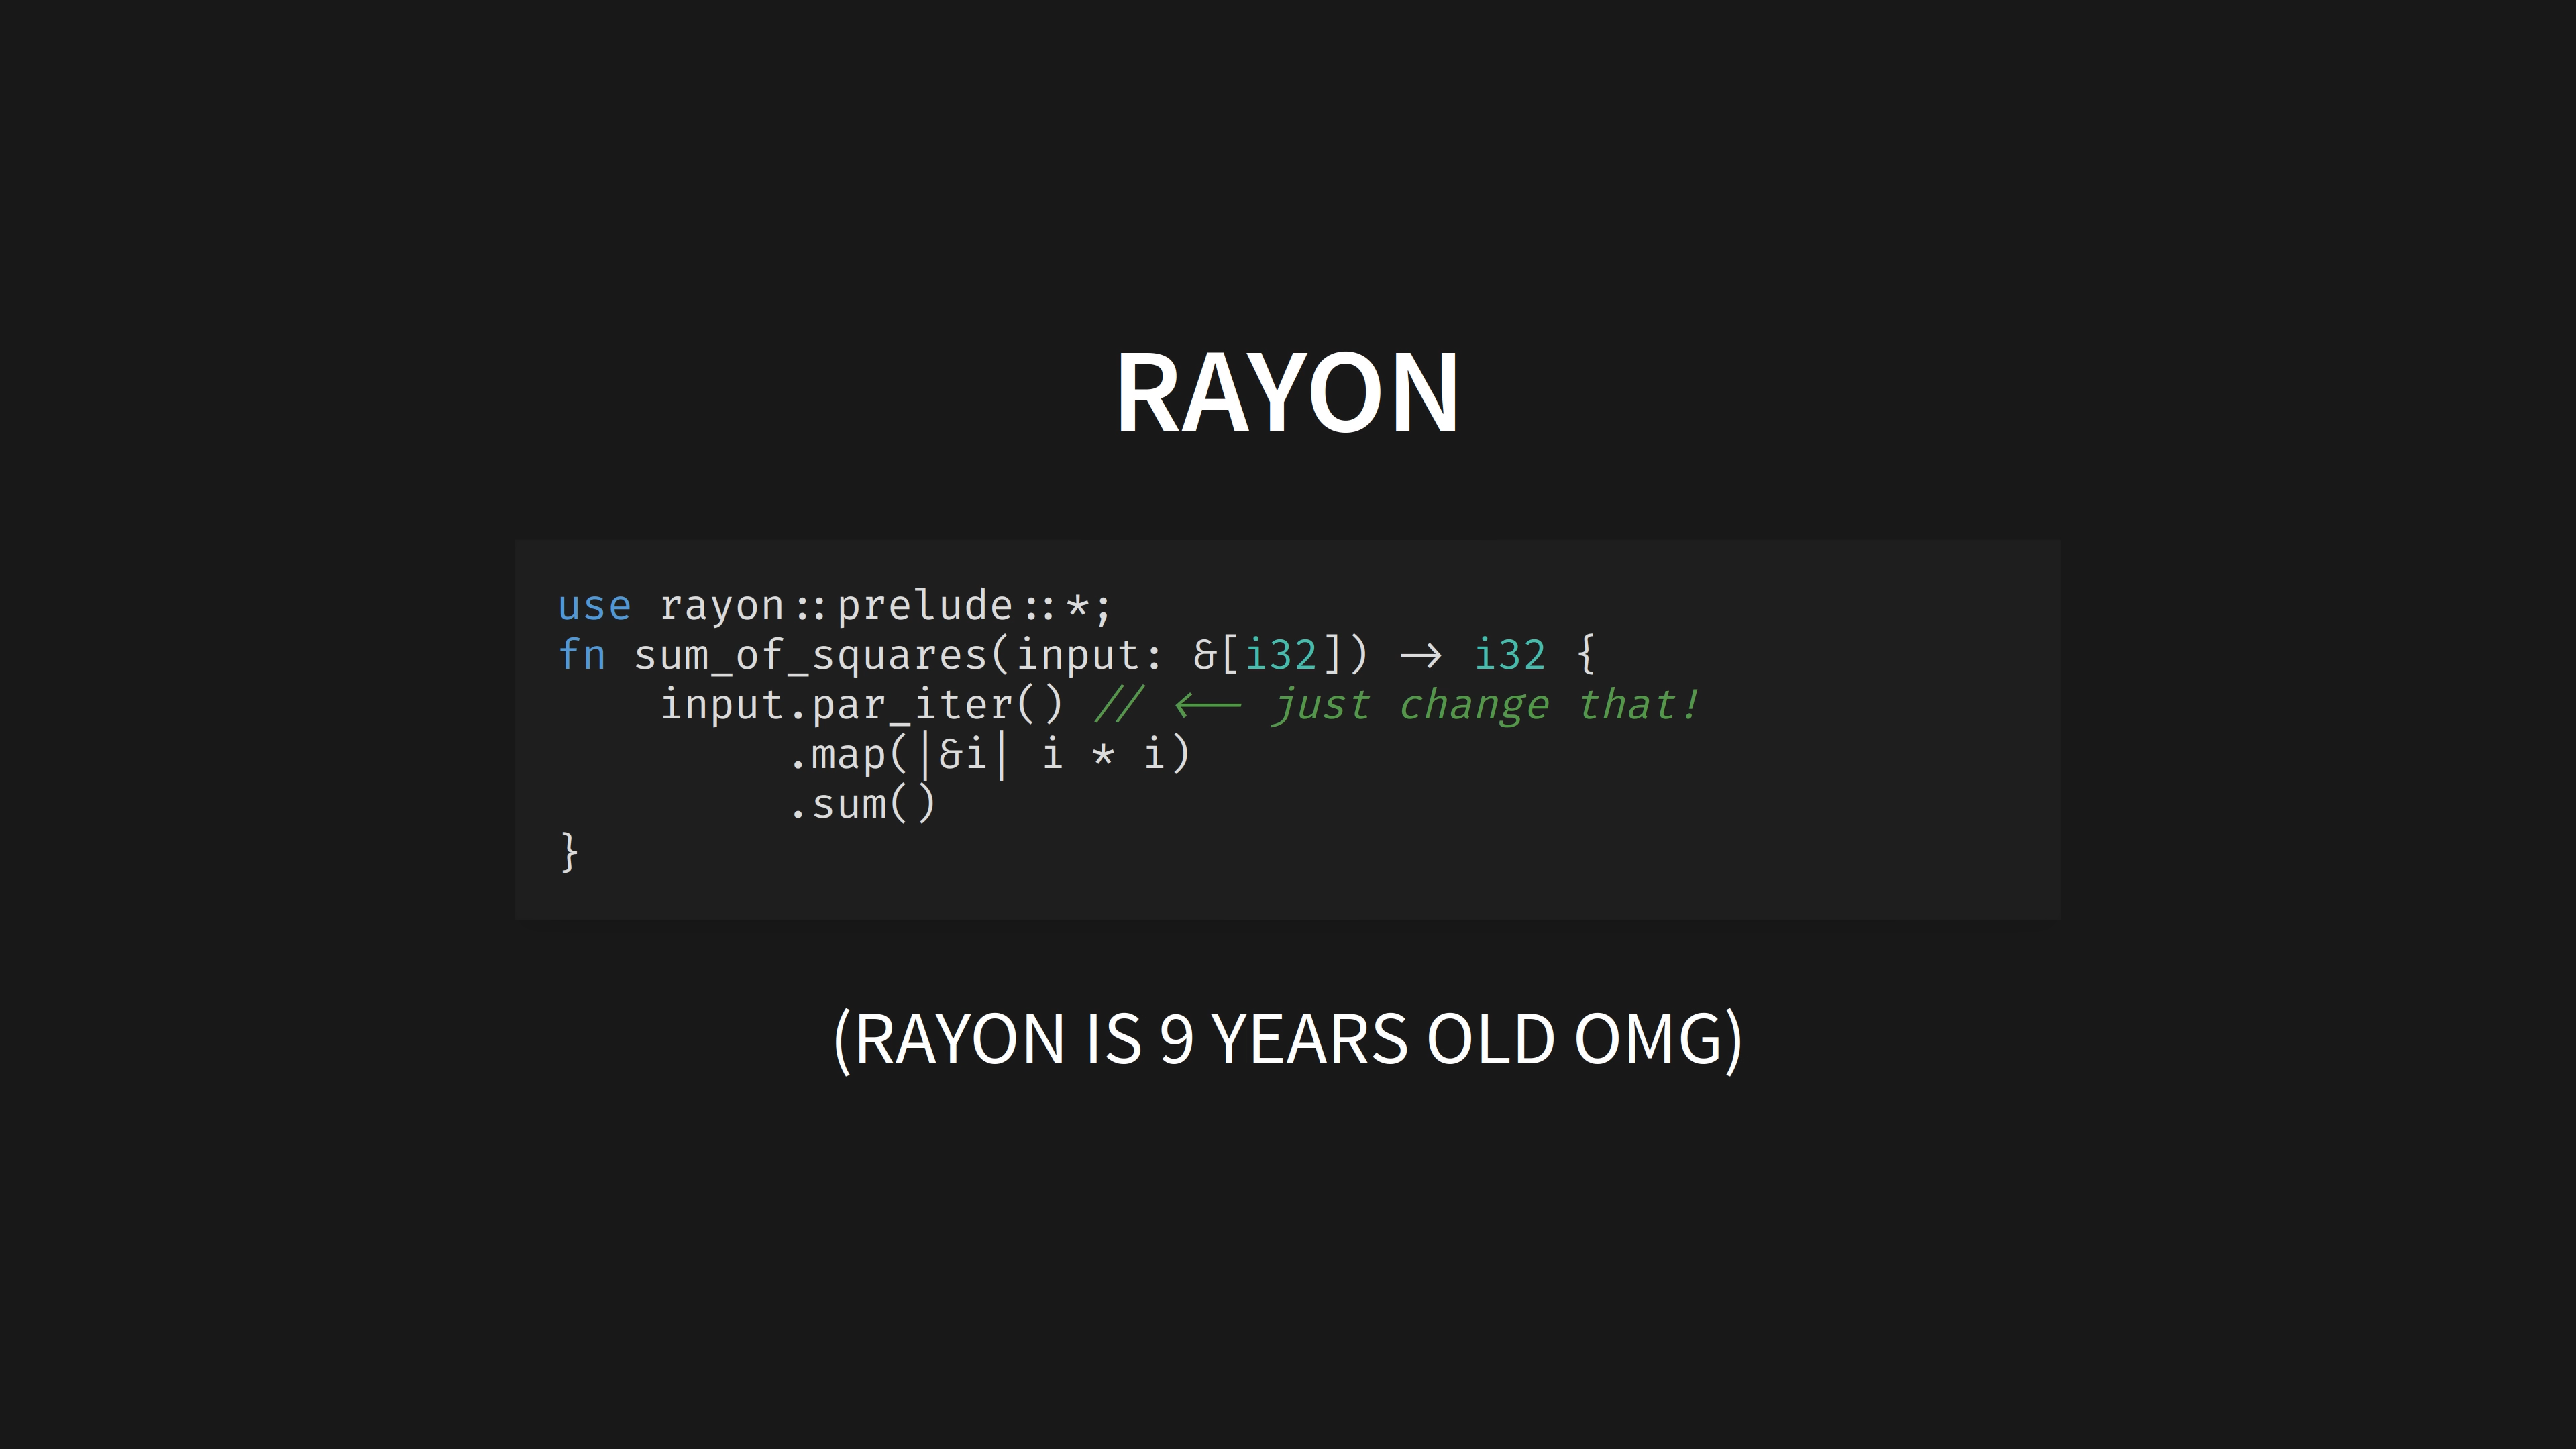 RAYON
use rayon::prelude::*;
fn sum_of_squares(input: &[i32]) -> i32 {
    input.par_iter() // <-- just change that!
         .map(|&i| i * i)
         .sum()
}
(RAYON IS 9 YEARS OLD OMG)